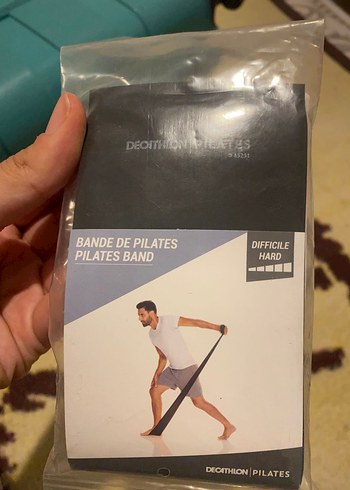 DECATHLON | PILATES
BANDE DE PILATES
PILATES BAND
DIFFICILE
HARD
DECATHLON | PILATES